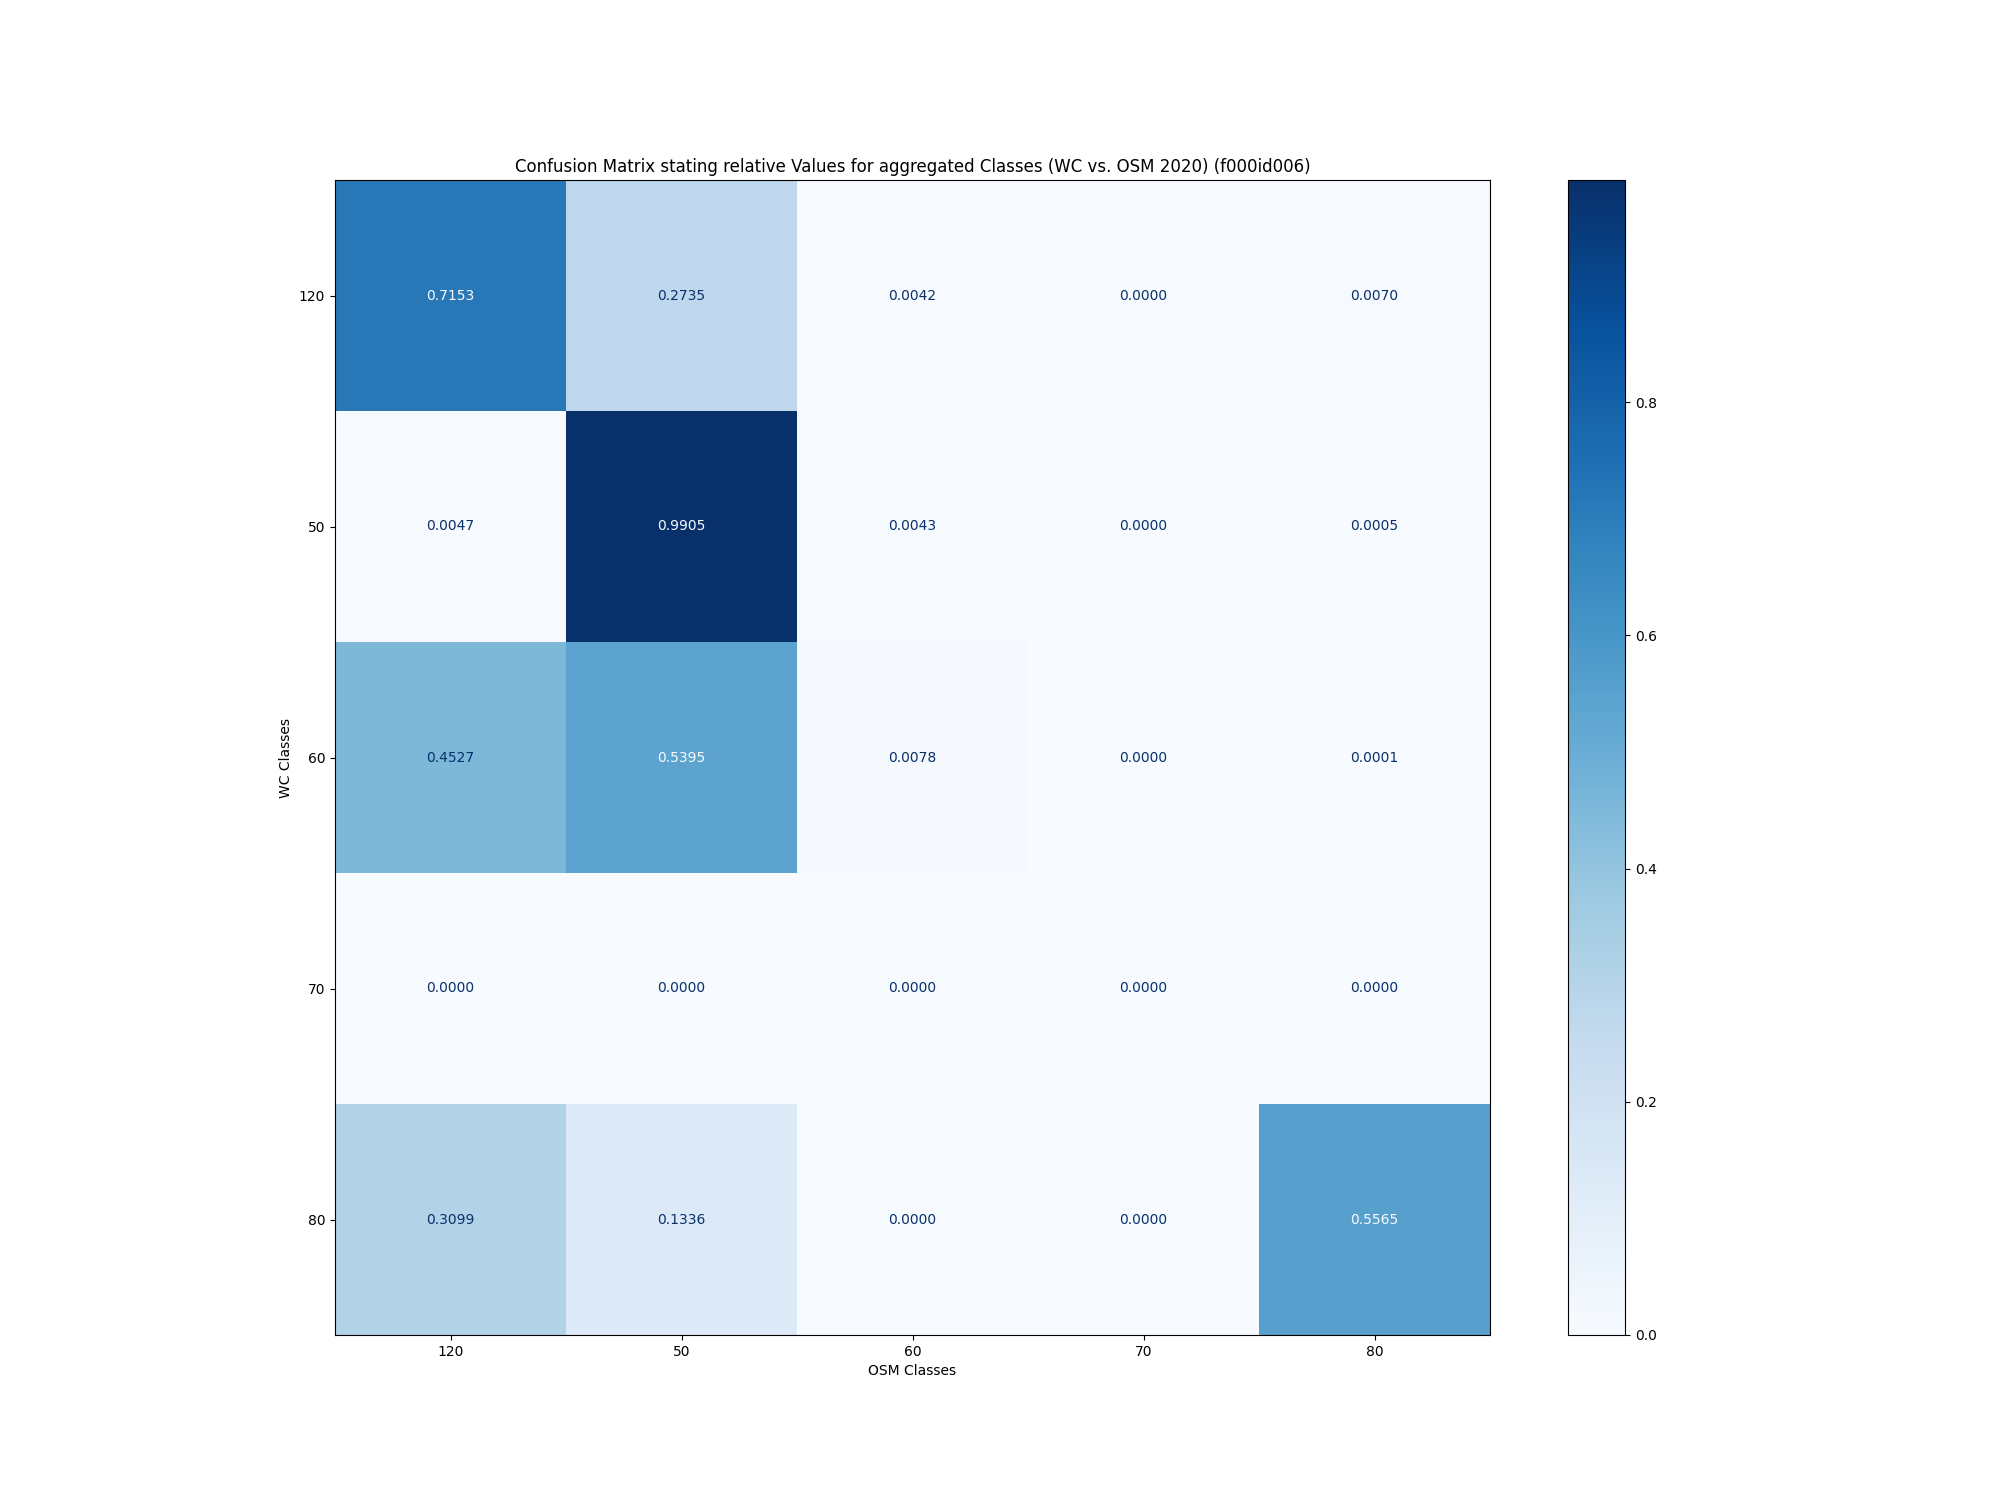 Confusion Matrix stating relative Values for aggregated Classes (WC vs. OSM 2020) (f000id006)
120 0.7153 0.2735 0.0042 0.0000 0.0070
50 0.0047 0.9905 0.0043 0.0000 0.0005
60 0.4527 0.5395 0.0078 0.0000 0.0001
70 0.0000 0.0000 0.0000 0.0000 0.0000
80 0.3099 0.1336 0.0000 0.0000 0.5565
WC Classes
120 50 60 70 80
OSM Classes
0.8
0.6
0.4
0.2
0.0